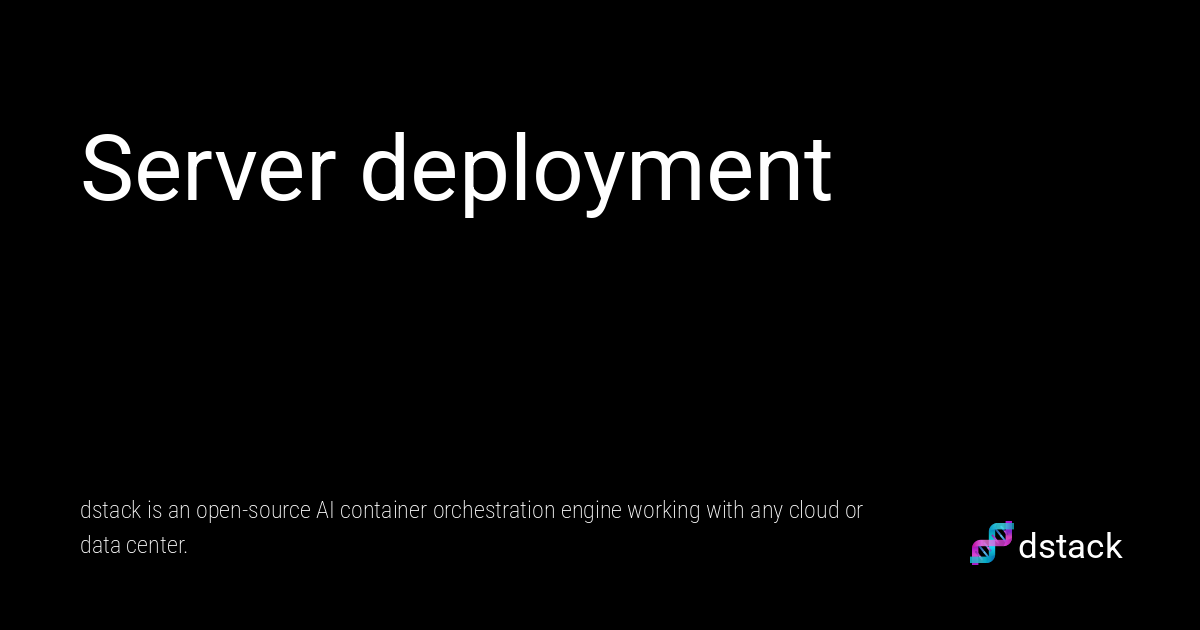 Server deployment
dstack is an open-source AI container orchestration engine working with any cloud or
data center.
dstack